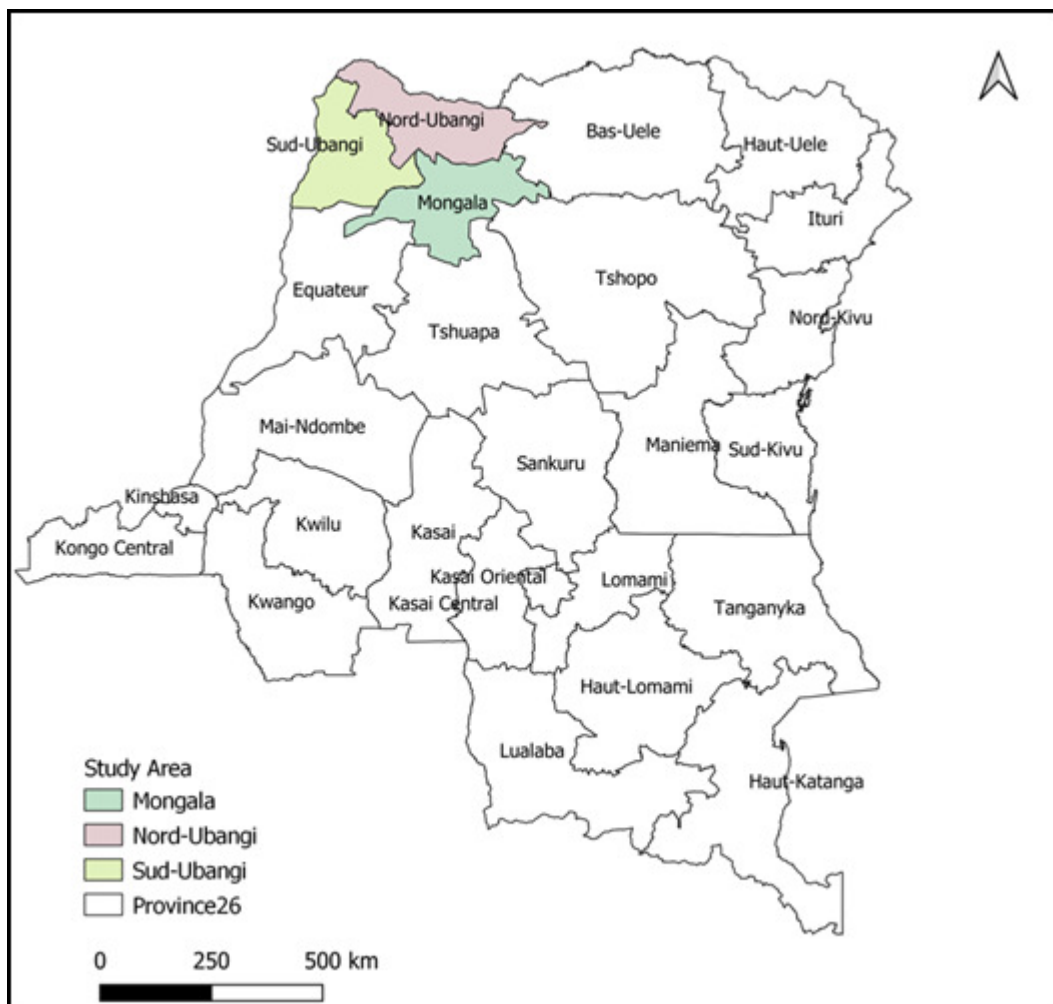 Nord-Ubangi
Sud-Ubangi
Bas-Uele
Haut-Uele
Mongala
Ituri
Equateur
Tshopo
Tshuapa
Nord-Kivu
Mai-Ndombe
Maniema
Sud-Kivu
Sankuru
Kinshasa
Kwilu
Kasai
Kongo Central
Kasai Oriental
Lomami
Kwango
Kasai Central
Tanganyka
Haut-Lomami
Lualaba
Haut-Katanga
Study Area
Mongala
Nord-Ubangi
Sud-Ubangi
Province26
0 250 500 km